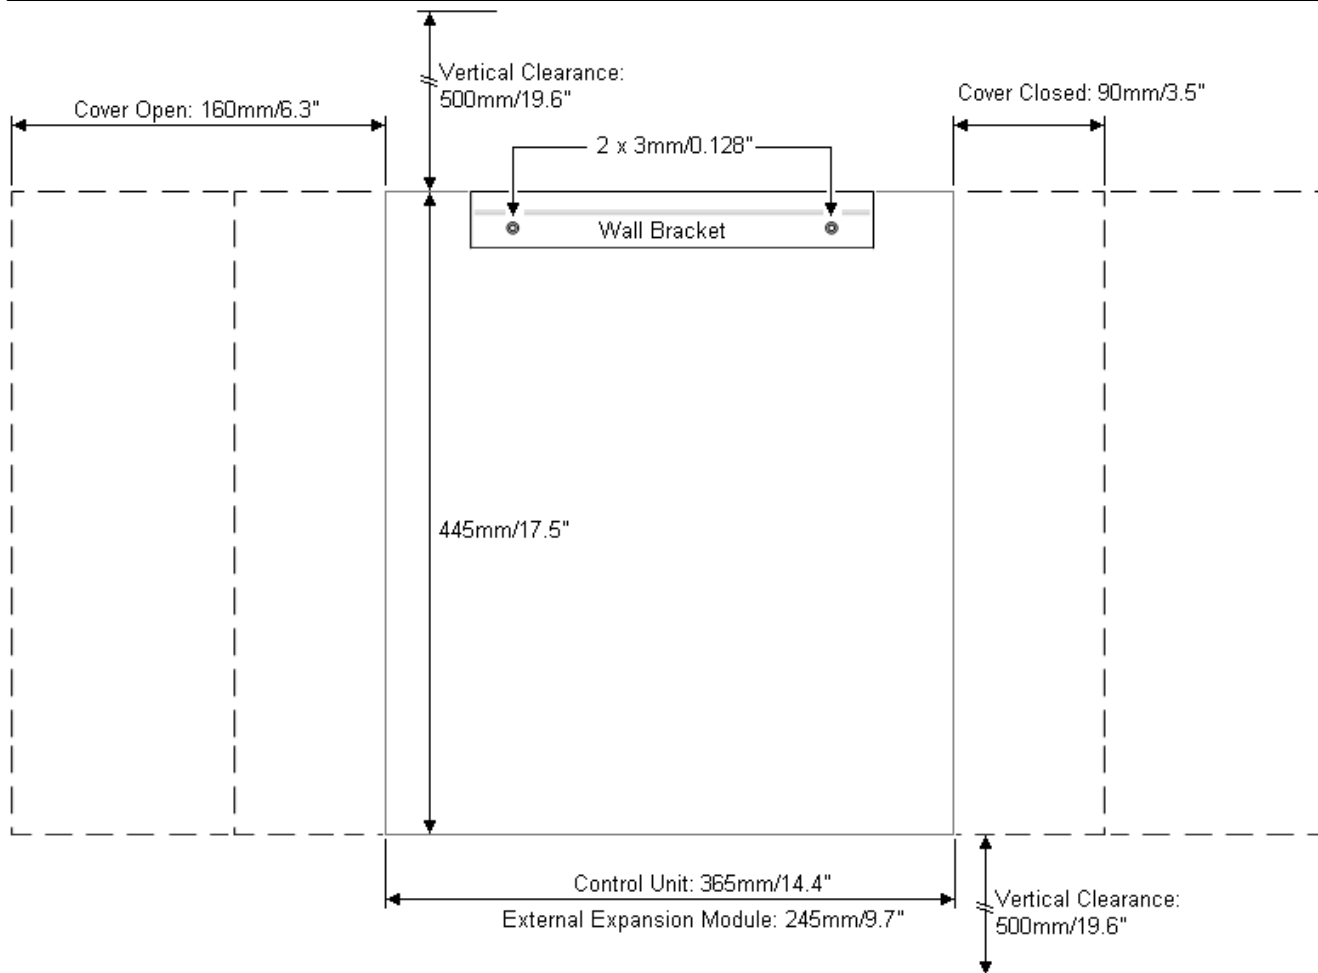 Vertical Clearance:
500mm/19.6"
Cover Open: 160mm/6.3"
Cover Closed: 90mm/3.5"
2 x 3mm/0.128"
Wall Bracket
445mm/17.5"
Control Unit: 365mm/14.4"
External Expansion Module: 245mm/9.7"
Vertical Clearance:
500mm/19.6"